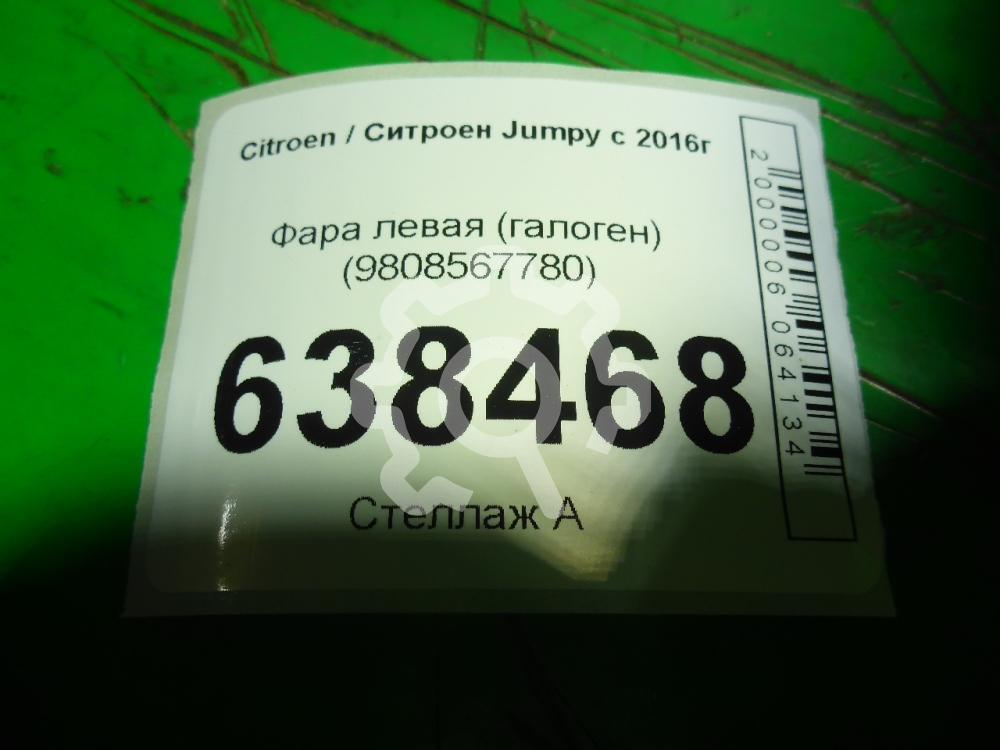 Citroen / Ситроен Jumpy с 2016г
Фара левая (галоген)
(9808567780)
638468
Стеллаж А
2000006064134